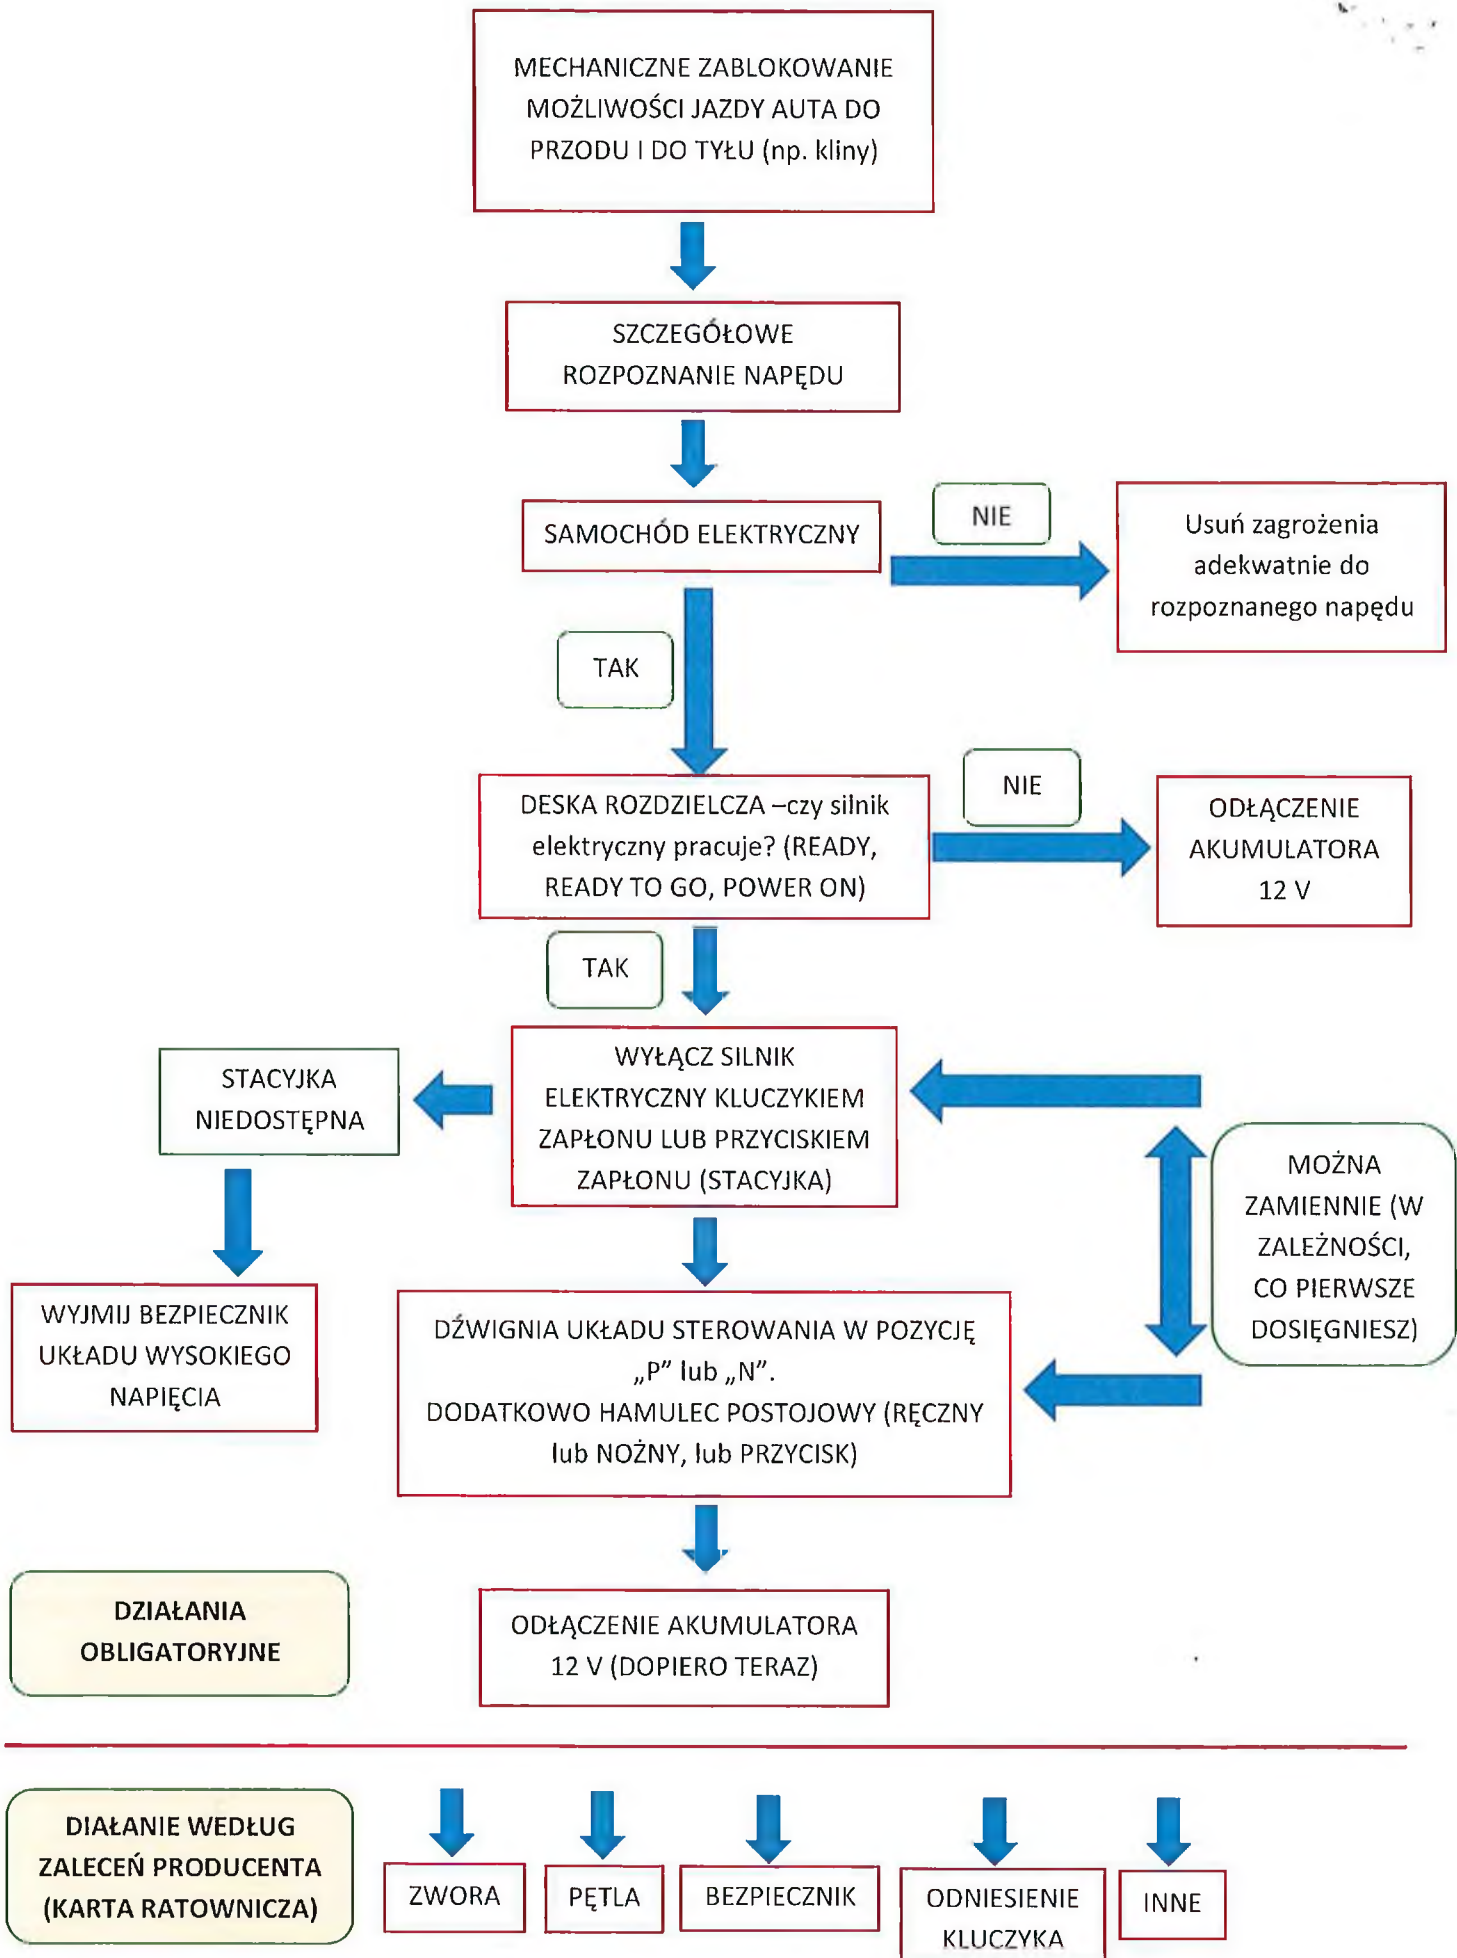 MECHANICZNE ZABLOKOWANIE
MOŻLIWOŚCI JAZDY AUTA DO
PRZODU I DO TYŁU (np. kliny)
SZCZEGÓŁOWE
ROZPOZNANIE NAPĘDU
SAMOCHÓD ELEKTRYCZNY
NIE
Usuń zagrożenia
adekwatnie do
rozpoznanego napędu
TAK
DESKA ROZDZIELCZA –czy silnik
elektryczny pracuje? (READY,
READY TO GO, POWER ON)
NIE
ODŁĄCZENIE
AKUMULATORA
12 V
TAK
WYŁĄCZ SILNIK
ELEKTRYCZNY KLUCZYKIEM
ZAPŁONU LUB PRZYCISKIEM
ZAPŁONU (STACYJKA)
STACYJKA
NIEDOSTĘPNA
MOŻNA
ZAMIENNIE (W
ZALEŻNOŚCI,
CO PIERWSZE
DOSIĘGNIESZ)
WYJMIJ BEZPIECZNIK
UKŁADU WYSOKIEGO
NAPIĘCIA
DŹWIGNIA UKŁADU STEROWANIA W POZYCJĘ
„P” lub „N”.
DODATKOWO HAMULEC POSTOJOWY (RĘCZNY
lub NOŻNY, lub PRZYCISK)
DZIAŁANIA
OBLIGATORYJNE
ODŁĄCZENIE AKUMULATORA
12 V (DOPIERO TERAZ)
DIAŁANIE WEDŁUG
ZALECEŃ PRODUCENTA
(KARTA RATOWNICZA)
ZWORA
PĘTLA
BEZPIECZNIK
ODNIESIENIE
KLUCZYKA
INNE